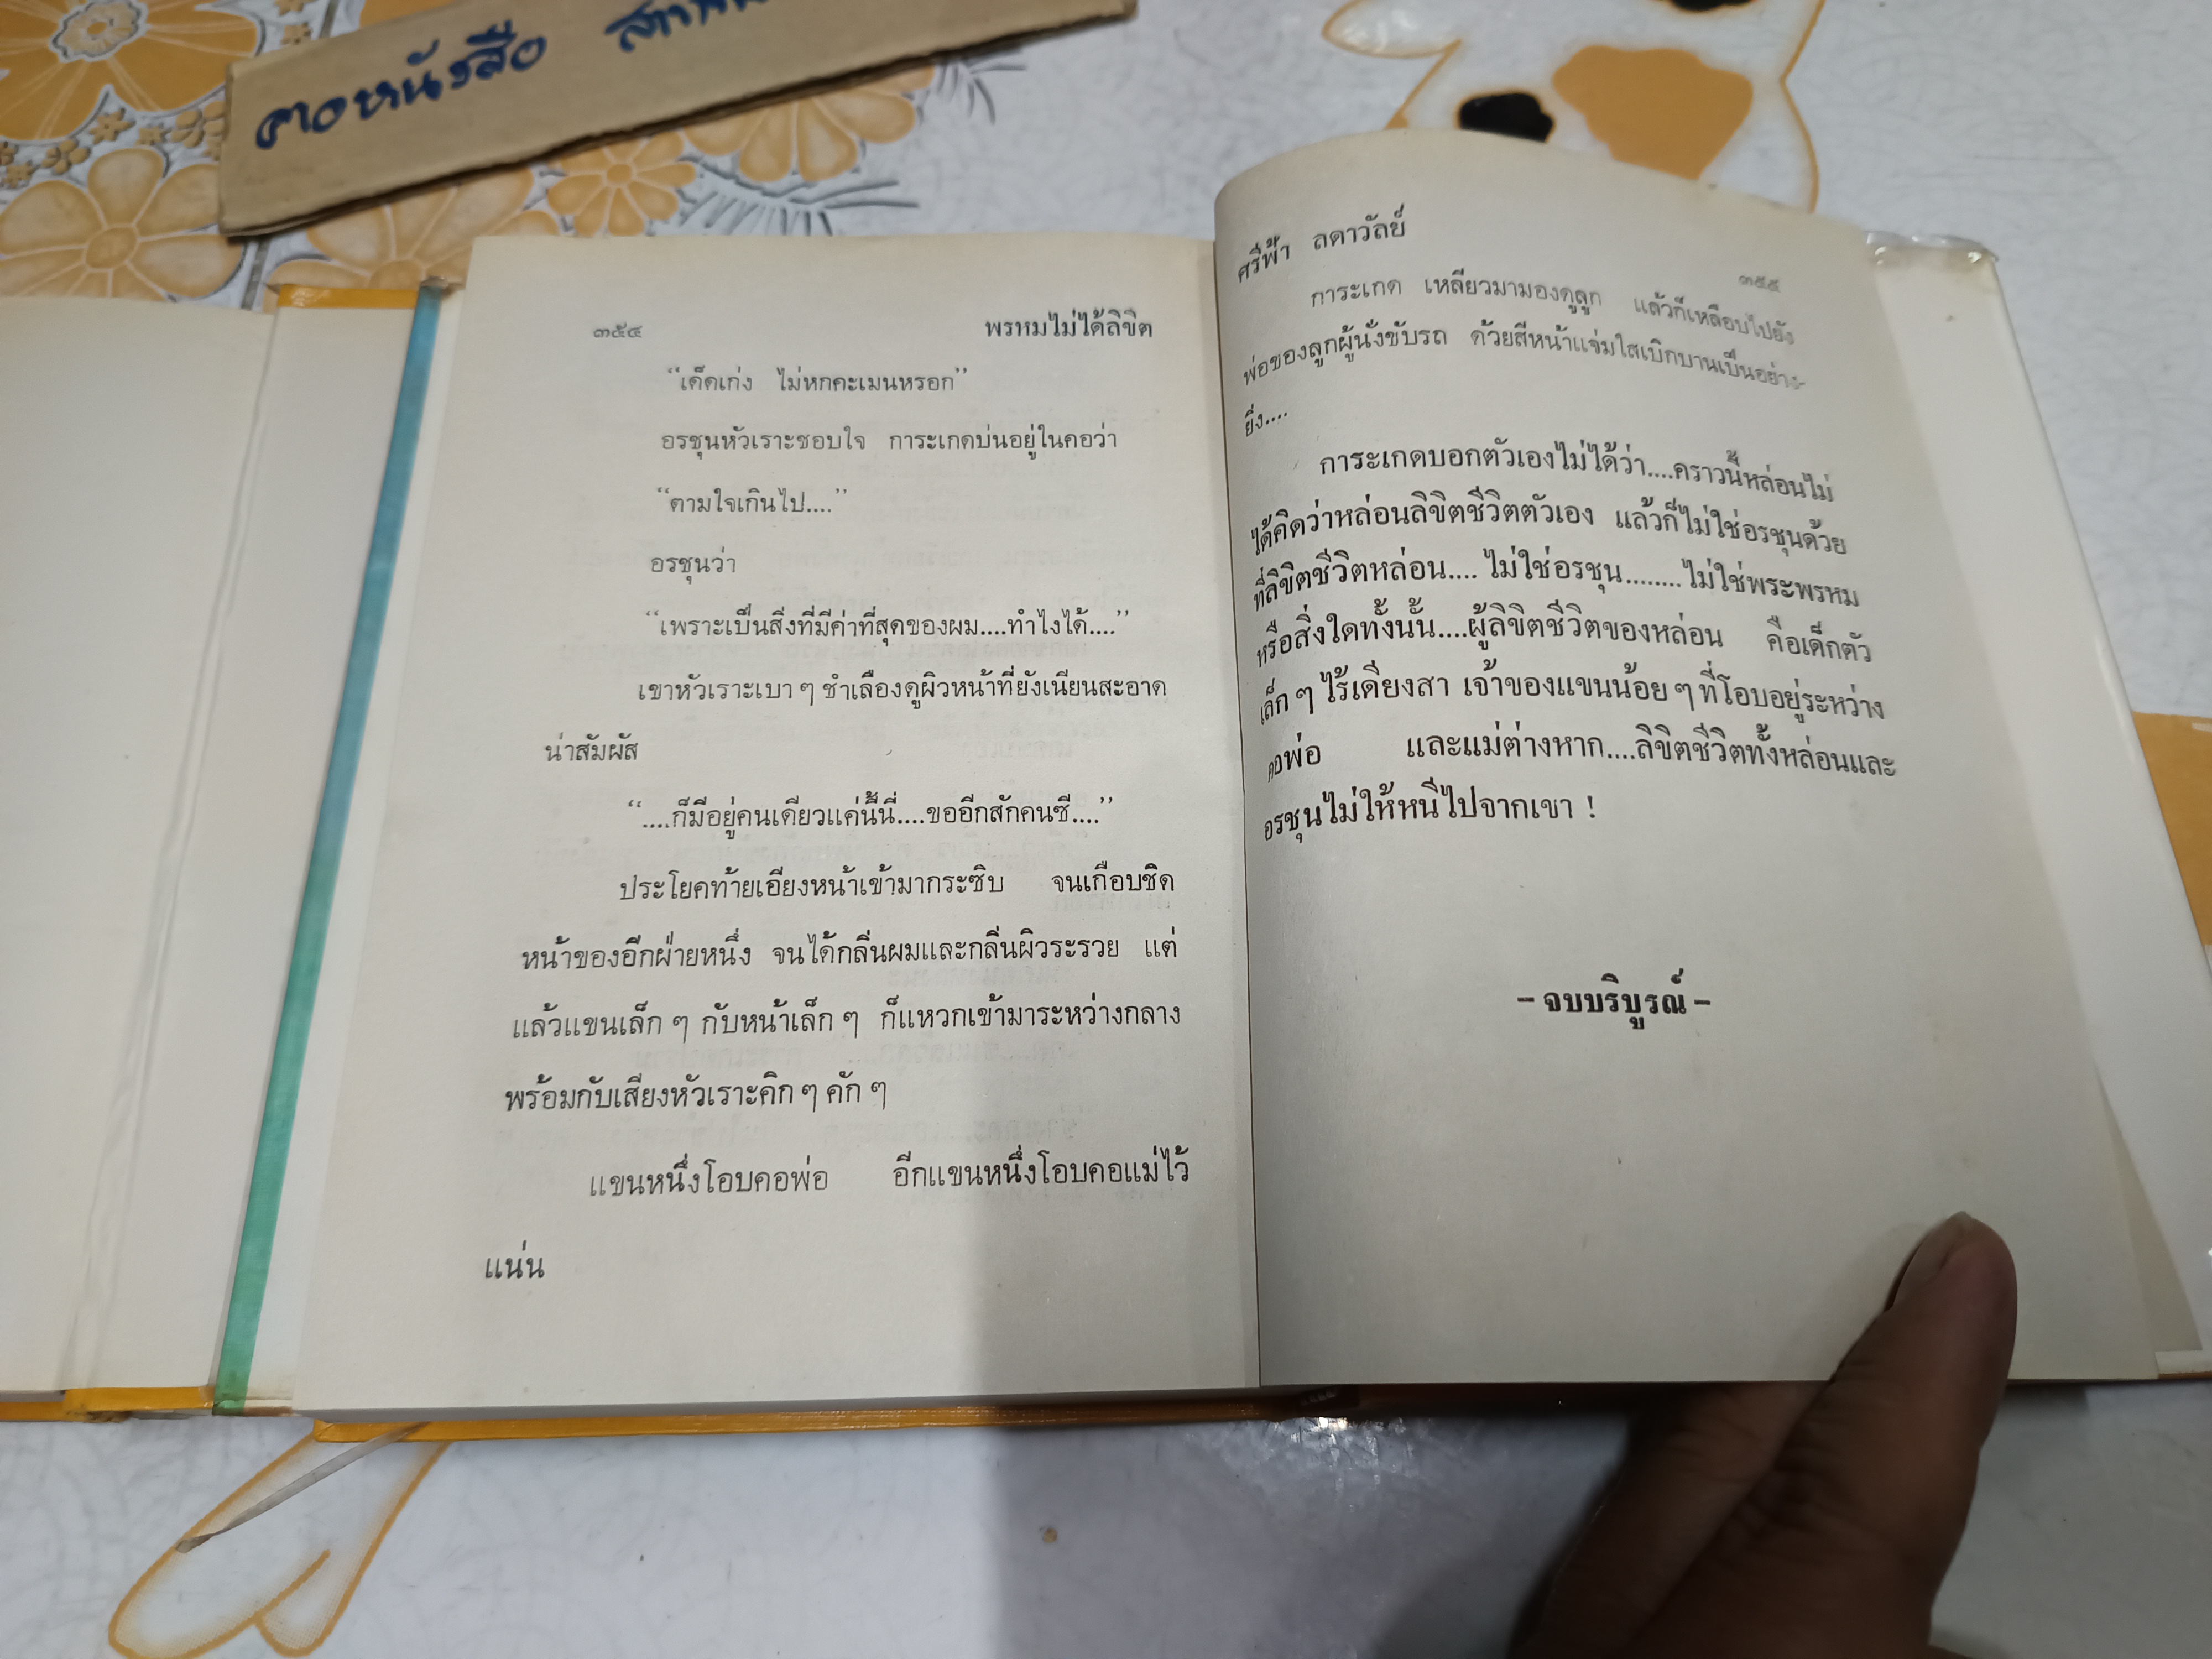 คอหนังสือ
๓๕๔ พรหมไม่ได้ลิขิต
“เด็ดเก่ง ไม่หกคะเมนหรอก”
อรชุนหัวเราะชอบใจ การะเกดบ่นอยู่ในคอว่า
“ตามใจเกินไป....”
อรชุนว่า
“เพราะเป็นสิ่งที่มีค่าที่สุดของผม....ทำไงได้....”
เขาหัวเราะเบา ๆ ชำเลืองดูผิวหน้าที่ยังเนียนสะอาด
น่าสัมผัส
“....ก็มีอยู่คนเดียวแค่นี้นี่....ขออีกสักคนซี....”
ประโยคท้ายเอียงหน้าเข้ามากระซิบ จนเกือบชิด
หน้าของอีกฝ่ายหนึ่ง จนได้กลิ่นผมและกลิ่นผิวระรวย แต่
แล้วแขนเล็ก ๆ กับหน้าเล็ก ๆ ก็แหวกเข้ามาระหว่างกลาง
พร้อมกับเสียงหัวเราะคิก ๆ คัก ๆ
แขนหนึ่งโอบคอพ่อ อีกแขนหนึ่งโอบคอแม่ไว้
แน่น
ศรีฟ้า ลดาวัลย์ ๓๕๕
การะเกด เหลียวมามองดูลูก แล้วก็เหลือบไปยัง
พ่อของลูกผู้นั่งขับรถ ด้วยสีหน้าแจ่มใสเบิกบานเป็นอย่าง-
ยิ่ง....
การะเกดบอกตัวเองไม่ได้ว่า....คราวนี้หล่อนไม่
ได้คิดว่าหล่อนลิขิตชีวิตตัวเอง แล้วก็ไม่ใช่อรชุนด้วย
ที่ลิขิตชีวิตหล่อน.... ไม่ใช่อรชุน........ไม่ใช่พระพรหม
หรือสิ่งใดทั้งนั้น....ผู้ลิขิตชีวิตของหล่อน คือเด็กตัว
เล็ก ๆ ไร้เดียงสา เจ้าของแขนน้อย ๆ ที่โอบอยู่ระหว่าง
คอพ่อ และแม่ต่างหาก....ลิขิตชีวิตทั้งหล่อนและ
อรชุนไม่ให้หนีไปจากเขา !
- จบบริบูรณ์ -